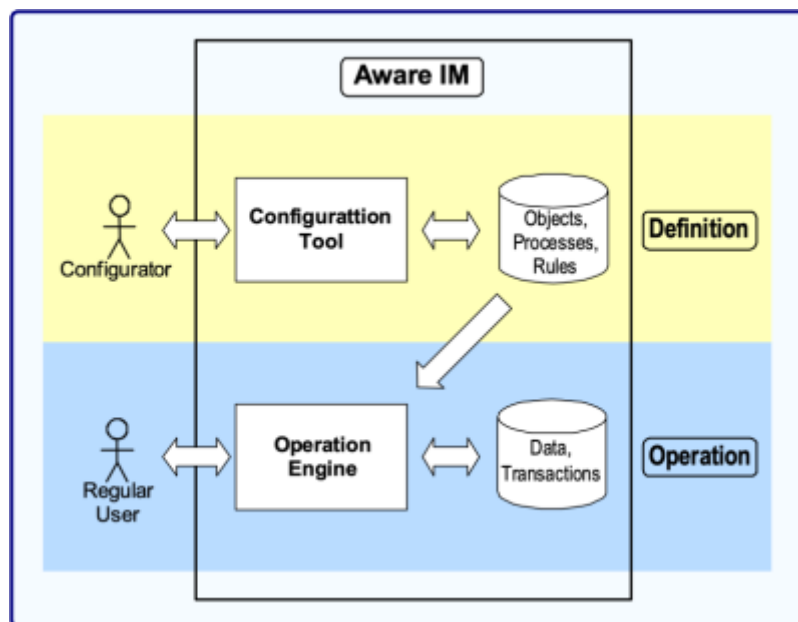 Aware IM
Configurattion
Tool
Objects,
Processes,
Rules
Definition
Configurator
Operation
Engine
Data,
Transactions
Operation
Regular
User